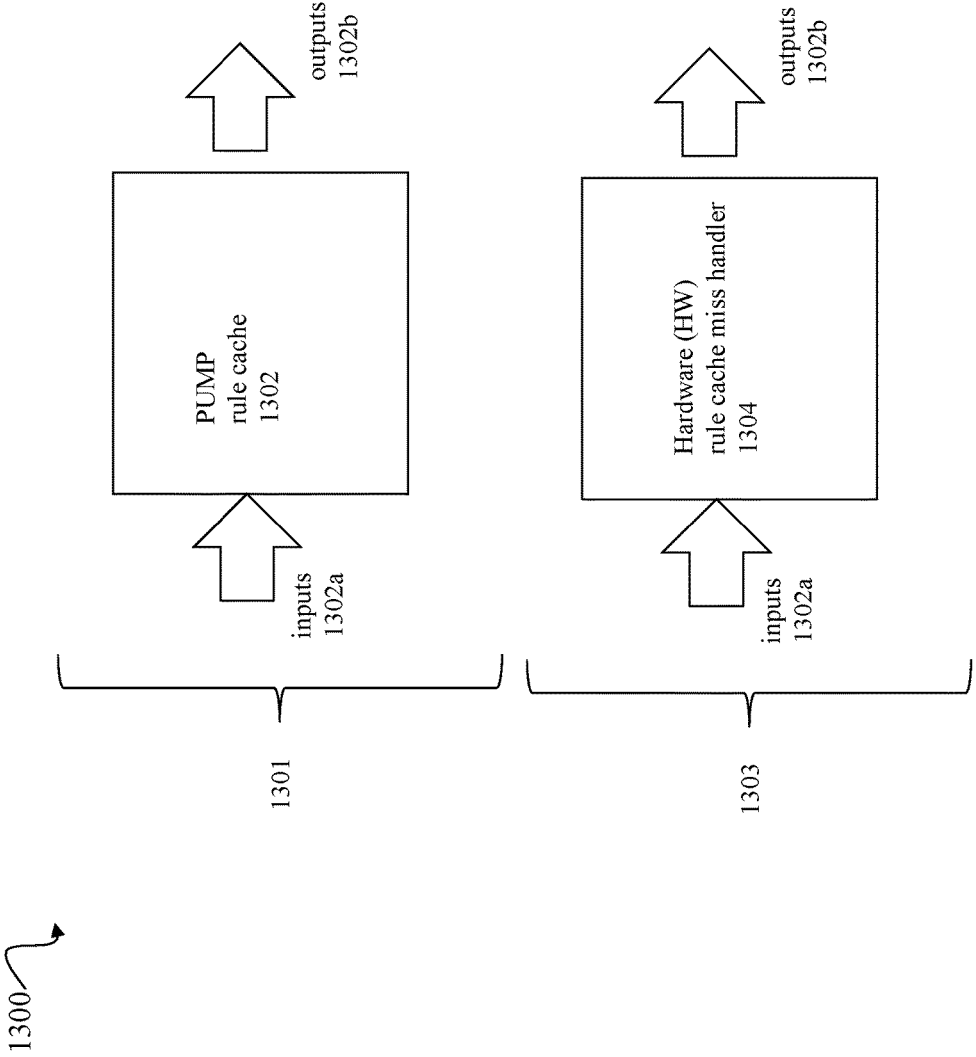 1300
1301
inputs
1302a
PUMP
rule cache
1302
outputs
1302b
1303
inputs
1302a
Hardware (HW)
rule cache miss handler
1304
outputs
1302b